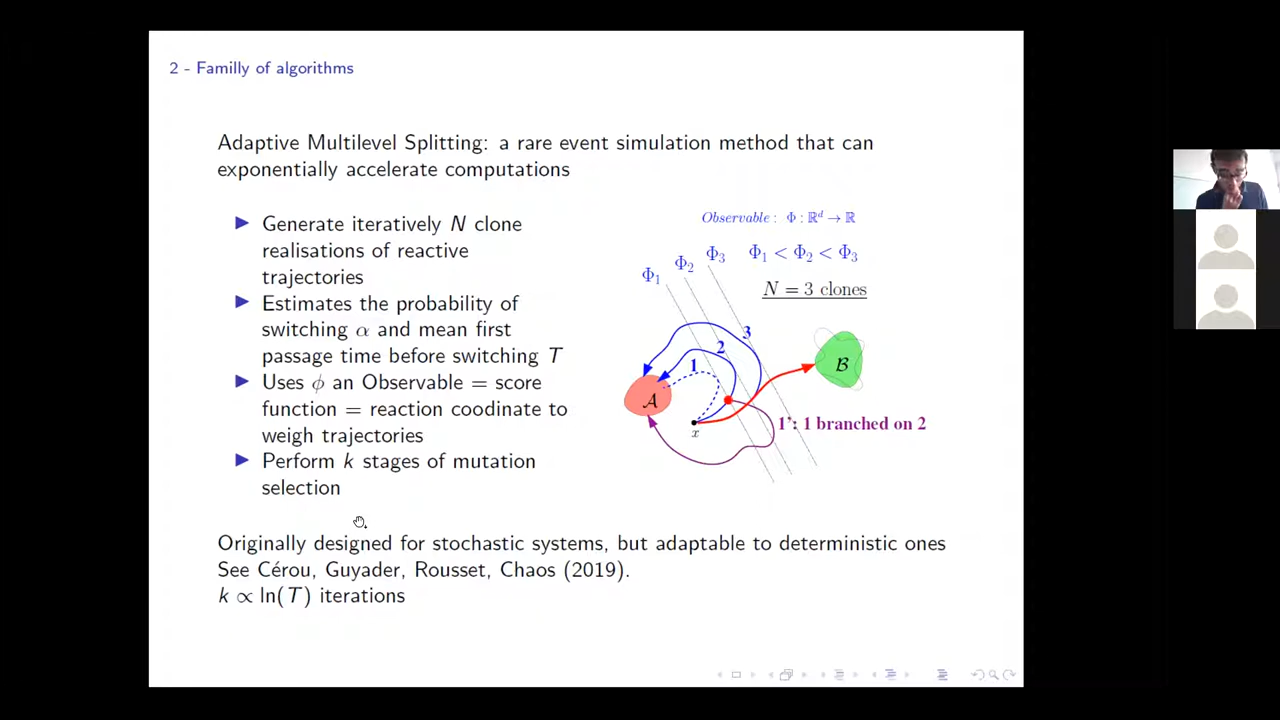 2 - Familly of algorithms
Adaptive Multilevel Splitting: a rare event simulation method that can
exponentially accelerate computations
▶ Generate iteratively N clone
realisations of reactive
trajectories
▶ Estimates the probability of
switching α and mean first
passage time before switching T
▶ Uses ϕ an Observable = score
function = reaction coodinate to
weigh trajectories
▶ Perform k stages of mutation
selection
Observable : Φ : ℝᵈ → ℝ
Φ₁ Φ₂ Φ₃
Φ₁ < Φ₂ < Φ₃
N = 3 clones
3
2
1
A
B
x
1': 1 branched on 2
Originally designed for stochastic systems, but adaptable to deterministic ones
See Cérou, Guyader, Rousset, Chaos (2019).
k ∝ ln(T) iterations